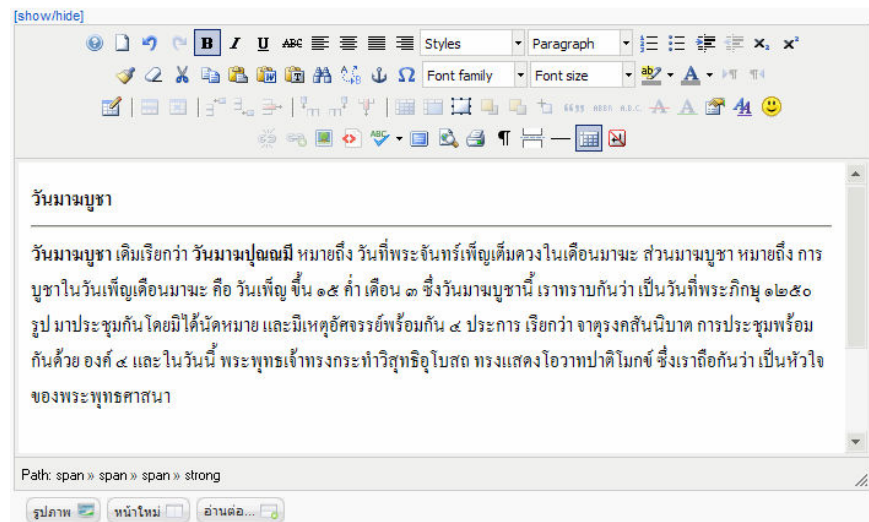 [show/hide]
B I U ABC Styles Paragraph
Font family Font size
Path: span » span » span » strong
วันมาฆบูชา
วันมาฆบูชา เดิมเรียกว่า วันมาฆปุณณมี หมายถึง วันที่พระจันทร์เพ็ญเต็มดวงในเดือนมาฆะ ส่วนมาฆบูชา หมายถึง การ
บูชาในวันเพ็ญเดือนมาฆะ คือ วันเพ็ญ ขึ้น ๑๕ ค่ำ เดือน ๓ ซึ่งวันมาฆบูชานี้ เราทราบกันว่า เป็นวันที่พระภิกษุ ๑๒๕๐
รูป มาประชุมกันโดยมิได้นัดหมาย และมีเหตุอัศจรรย์พร้อมกัน ๔ ประการ เรียกว่า จาตุรงคสันนิบาต การประชุมพร้อม
กันด้วย องค์ ๔ และในวันนี้ พระพุทธเจ้าทรงกระทำวิสุทธิอุโบสถ ทรงแสดงโอวาทปาติโมกข์ ซึ่งเราถือกันว่า เป็นหัวใจ
ของพระพุทธศาสนา
รูปภาพ หน้าใหม่ อ่านต่อ...